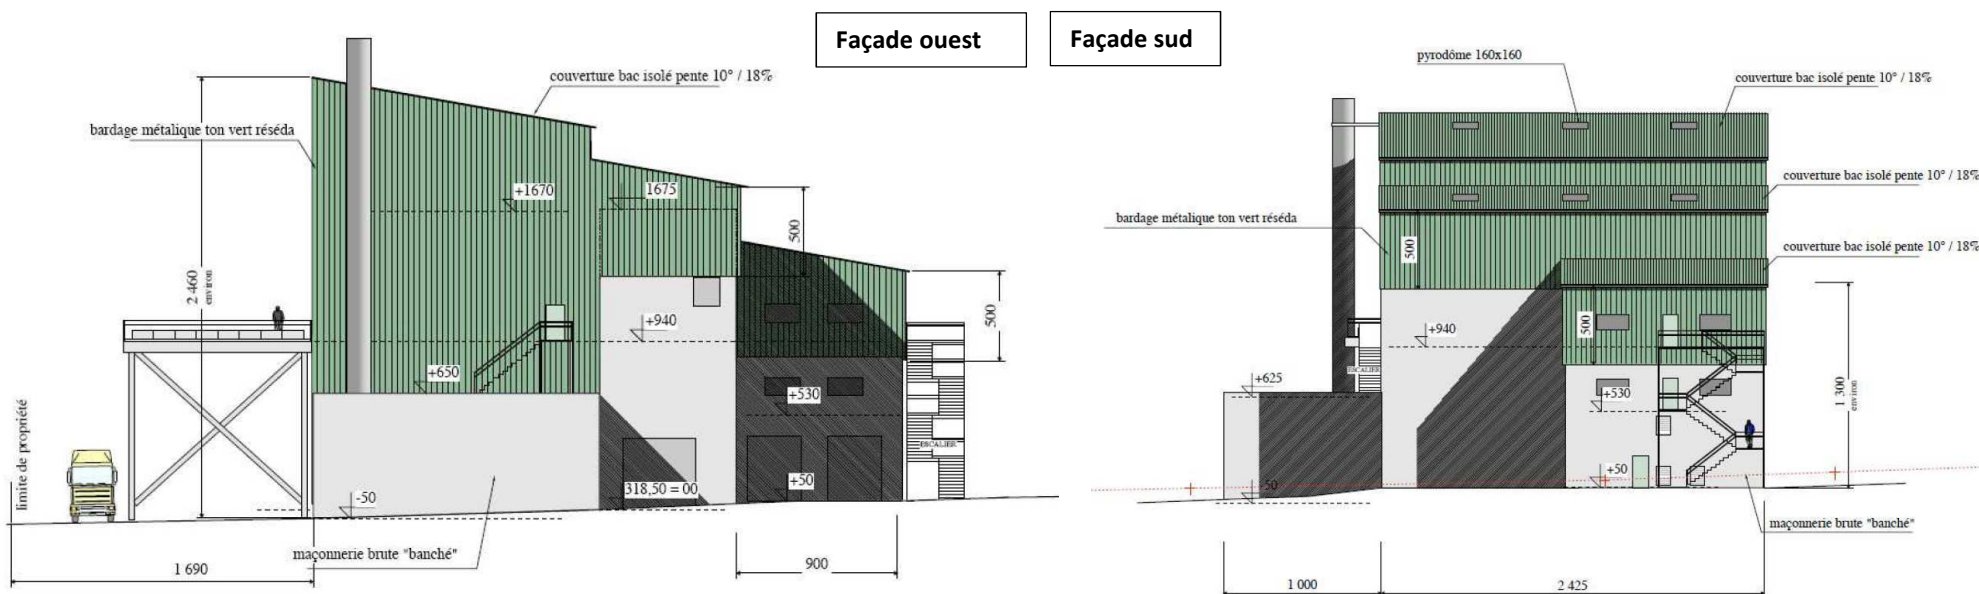 Façade ouest
Façade sud
couverture bac isolé pente 10° / 18%
bardage métalique ton vert réséda
+1670
1675
500
2 460
environ
+940
500
+650
+530
limite de propriété
ESCALIER
+50
318,50 = 00
-50
maçonnerie brute "banché"
1 690
900
pyrodôme 160x160
couverture bac isolé pente 10° / 18%
couverture bac isolé pente 10° / 18%
bardage métalique ton vert réséda
500
couverture bac isolé pente 10° / 18%
+940
500
ESCALIER
+625
+530
1 300
environ
+50
-50
maçonnerie brute "banché"
1 000
2 425